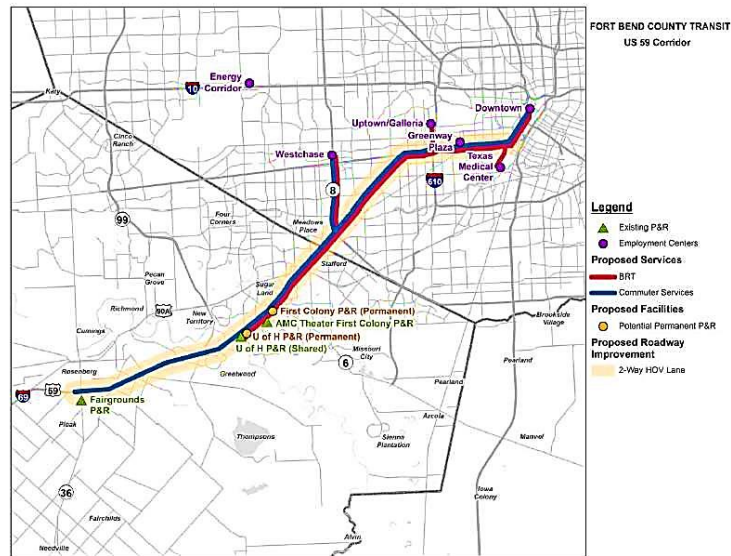 FORT BEND COUNTY TRANSIT
US 59 Corridor
Energy
Corridor
10
Katy
Downtown
Uptown/Galleria
Greenway
Plaza
Cinco
Ranch
Westchase
Texas
Medical
Center
610
8
Four
Corners
Meadows
Place
99
Stafford
Pecan
Grove
Sugar
Land
Richmond
90A
New
Territory
First Colony P&R (Permanent)
AMC Theater First Colony P&R
Cumings
U of H P&R (Permanent)
U of H P&R (Shared)
Missouri
City
6
Brookside
Village
Pearland
Rosenberg
Greatwood
Pearland
69
59
Fairgrounds
P&R
Arcola
Pleak
Thompsons
Sienna
Plantation
Manvel
36
Iowa
Colony
Fairchilds
Needville
Alvin
Legend
Existing P&R
Employment Centers
Proposed Services
BRT
Commuter Services
Proposed Facilities
Potential Permanent P&R
Proposed Roadway
Improvement
2-Way HOV Lane